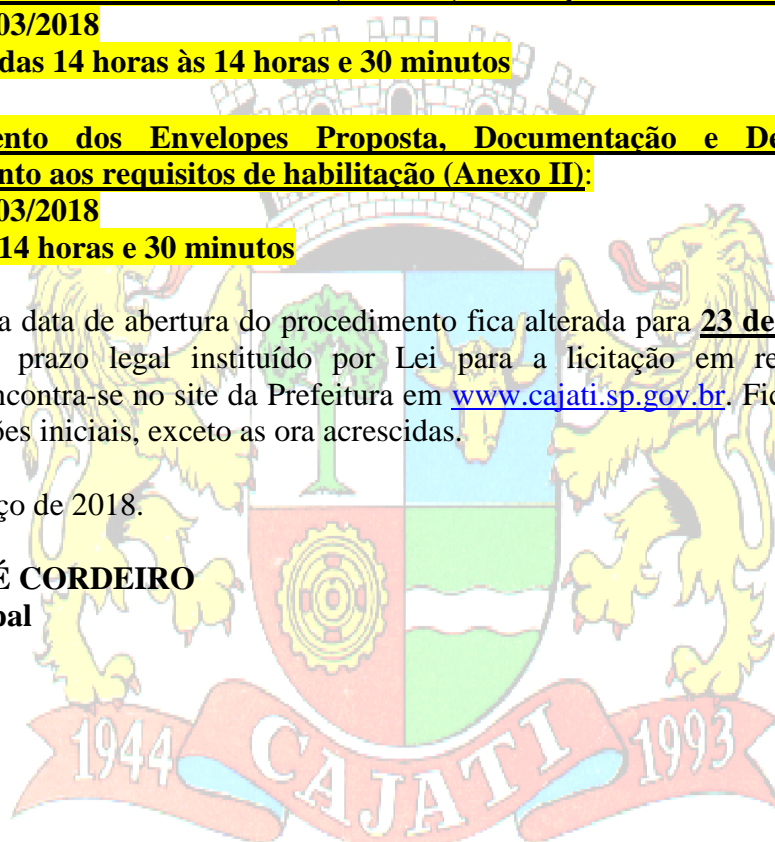 03/2018
das 14 horas às 14 horas e 30 minutos
ento dos Envelopes Proposta, Documentação e De
nto aos requisitos de habilitação (Anexo II):
03/2018
14 horas e 30 minutos
a data de abertura do procedimento fica alterada para 23 de
prazo legal instituído por Lei para a licitação em re
ncontra-se no site da Prefeitura em www.cajati.sp.gov.br. Fic
ões iniciais, exceto as ora acrescidas.
ço de 2018.
É CORDEIRO
pal
1944 CAJATI 1993